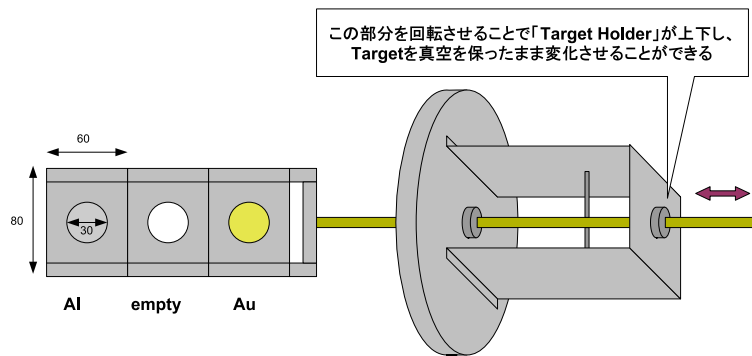 この部分を回転させることで「Target Holder」が上下し、
Targetを真空を保ったまま変化させることができる
60
80
30
Al
empty
Au